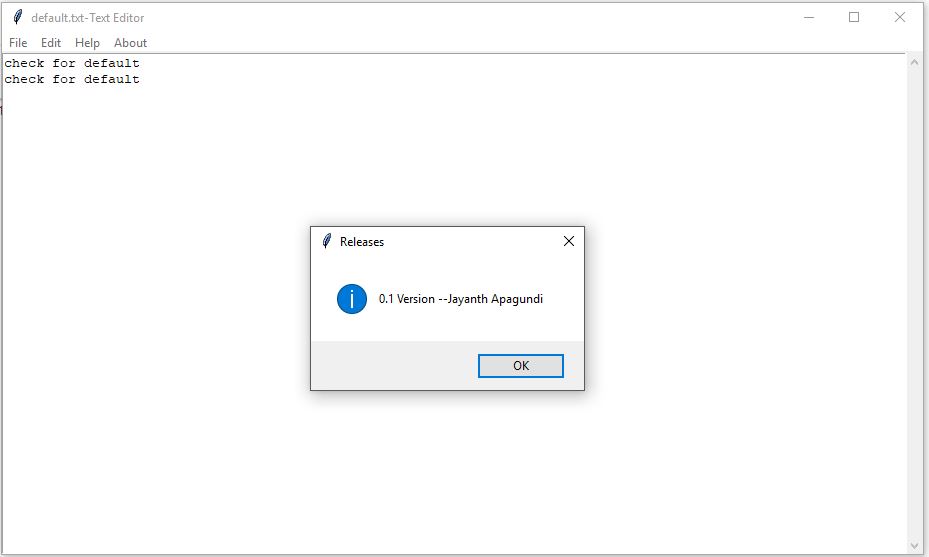 default.txt-Text Editor
File Edit Help About
check for default
check for default
Releases
0.1 Version --Jayanth Apagundi
OK